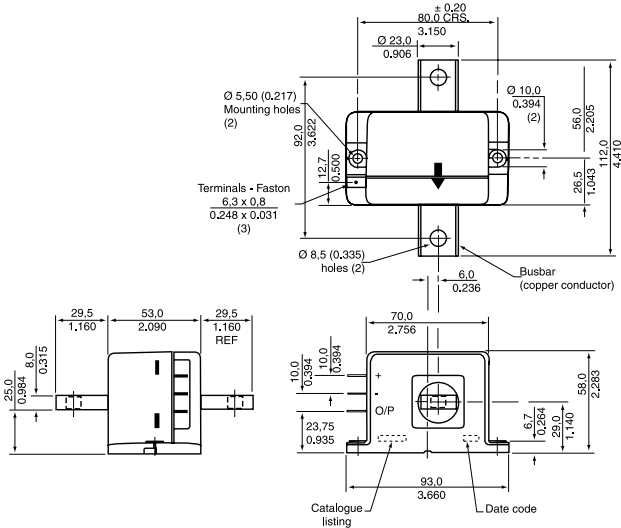 ± 0.20
80,0 CRS.
3.150
Ø 23,0
0.906
Ø 5,50 (0.217)
Mounting holes
(2)
92,0
3.622
12,7
0.500
Ø 10,0
0.394
(2)
56,0
2.205
112,0
4.410
26,5
1.043
Terminals - Faston
6,3 x 0,8
0.248 x 0.031
(3)
Ø 8,5 (0.335)
holes (2)
6,0
0.236
Busbar
(copper conductor)
29,5
1.160
53,0
2.090
29,5
1.160
REF
8,0
0.315
25,0
0.984
70,0
2.756
10,0
0.394
10,0
0.394
+
-
O/P
23,75
0.935
58,0
2.283
6,7
0.264
29,0
1.140
93,0
3.660
Catalogue
listing
Date code